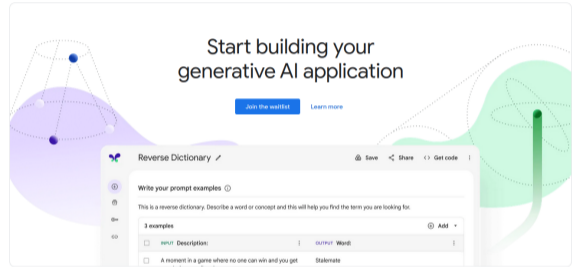 Start building your
generative AI application
Join the waitlist
Learn more
Reverse Dictionary
Save
Share
Get code
Write your prompt examples
This is a reverse dictionary. Describe a word or concept and this will help you find the term you are looking for.
3 examples
Add
INPUT Description:
OUTPUT Word:
A moment in a game where no one can win and you get
Stalemate